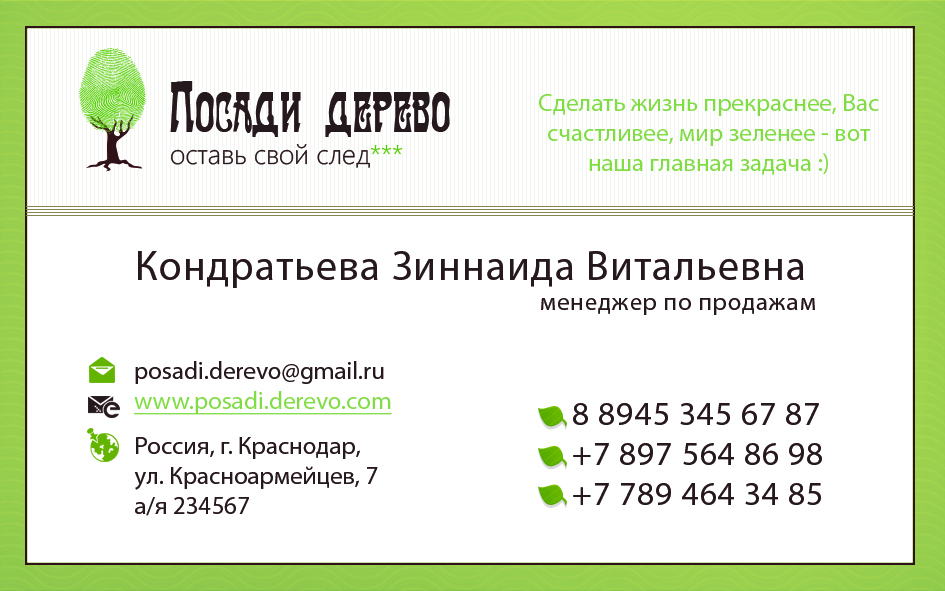 Посади дерево
оставь свой след***
Сделать жизнь прекраснее, Вас
счастливее, мир зеленее - вот
наша главная задача :)
Кондратьева Зиннаида Витальевна
менеджер по продажам
posadi.derevo@gmail.ru
www.posadi.derevo.com
Россия, г. Краснодар,
ул. Красноармейцев, 7
а/я 234567
8 8945 345 67 87
+7 897 564 86 98
+7 789 464 34 85